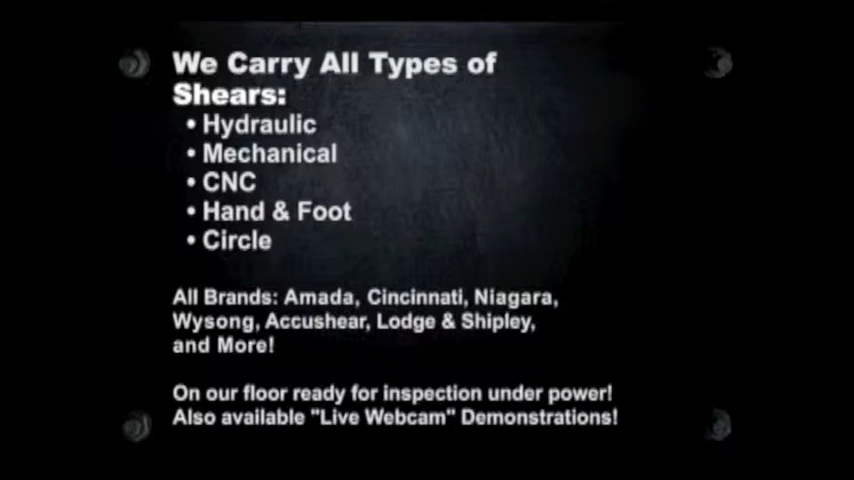 We Carry All Types of
Shears:
• Hydraulic
• Mechanical
• CNC
• Hand & Foot
• Circle
All Brands: Amada, Cincinnati, Niagara,
Wysong, Accushear, Lodge & Shipley,
and More!
On our floor ready for inspection under power!
Also available "Live Webcam" Demonstrations!